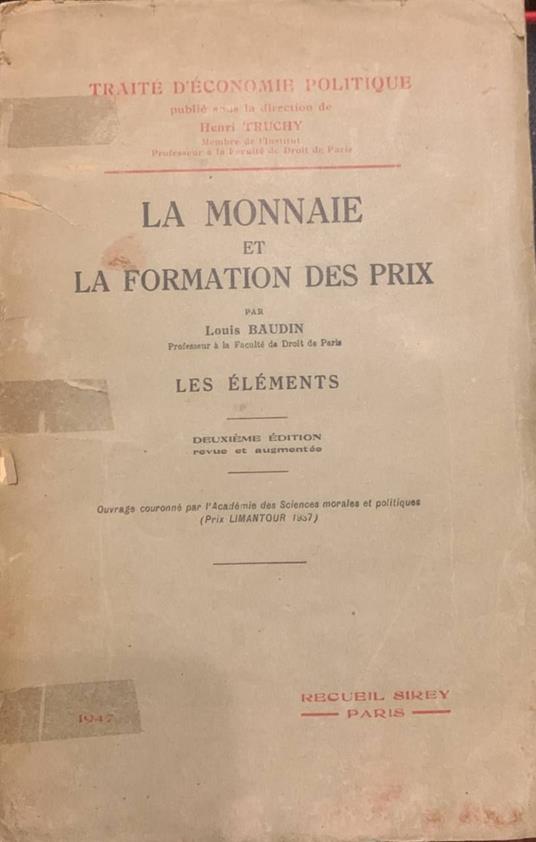 TRAITÉ D'ÉCONOMIE POLITIQUE
publié sous la direction de
Henri TRUCHY
Membre de l'Institut
Professeur à la Faculté de Droit de Paris
LA MONNAIE
ET
LA FORMATION DES PRIX
PAR
Louis BAUDIN
Professeur à la Faculté de Droit de Paris
LES ÉLÉMENTS
DEUXIÈME ÉDITION
revue et augmentée
Ouvrage couronné par l'Académie des Sciences morales et politiques
(Prix LIMANTOUR 1937)
RECUEIL SIREY
PARIS
1947